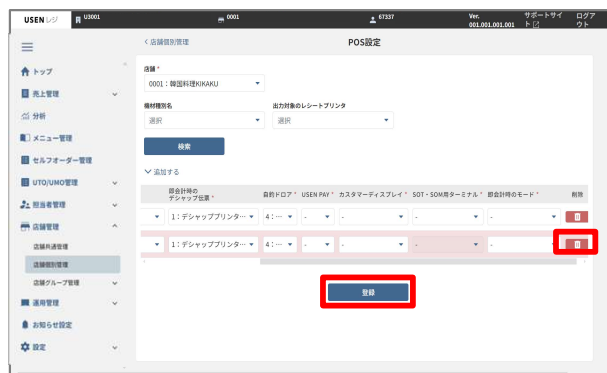 USEN レジ U3001 0001 67337 Ver. 001.001.001.001 サポートサイト ログアウト
< 店舗個別管理 POS設定
トップ
売上管理
分析
メニュー管理
セルフオーダー管理
UTO/UMO管理
担当者管理
店舗管理
店舗共通管理
店舗個別管理
店舗グループ管理
運用管理
お知らせ設定
設定
店舗 *
0001：韓国料理KIKAKU
機材種別名 出力対象のレシートプリンタ
選択 選択
検索
追加する
即会計時の
デシャップ伝票 * 自動ドロア * USEN PAY * カスタマーディスプレイ * SOT・SOM用ターミナル * 即会計時のモード * 削除
1：デシャッププリンタ… 4：… - - - -
1：デシャッププリンタ… 4：… - - - -
登録